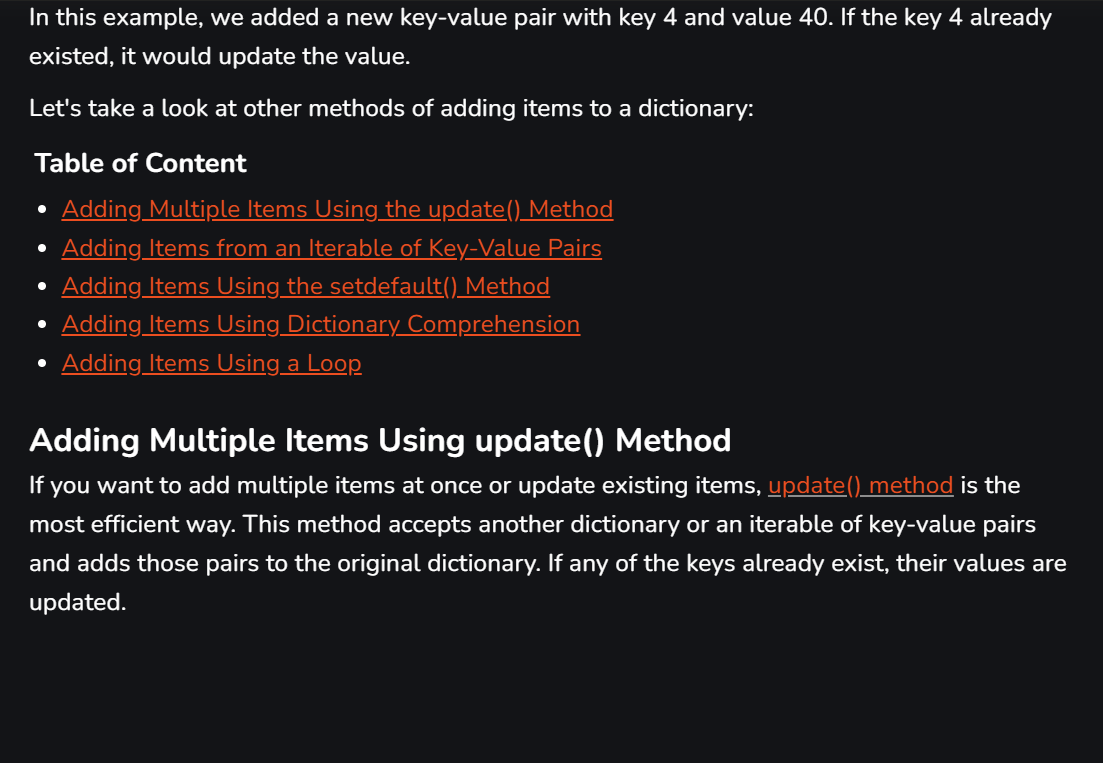 In this example, we added a new key-value pair with key 4 and value 40. If the key 4 already
existed, it would update the value.
Let's take a look at other methods of adding items to a dictionary:
Table of Content
Adding Multiple Items Using the update() Method
Adding Items from an Iterable of Key-Value Pairs
Adding Items Using the setdefault() Method
Adding Items Using Dictionary Comprehension
Adding Items Using a Loop
Adding Multiple Items Using update() Method
If you want to add multiple items at once or update existing items, update() method is the
most efficient way. This method accepts another dictionary or an iterable of key-value pairs
and adds those pairs to the original dictionary. If any of the keys already exist, their values are
updated.